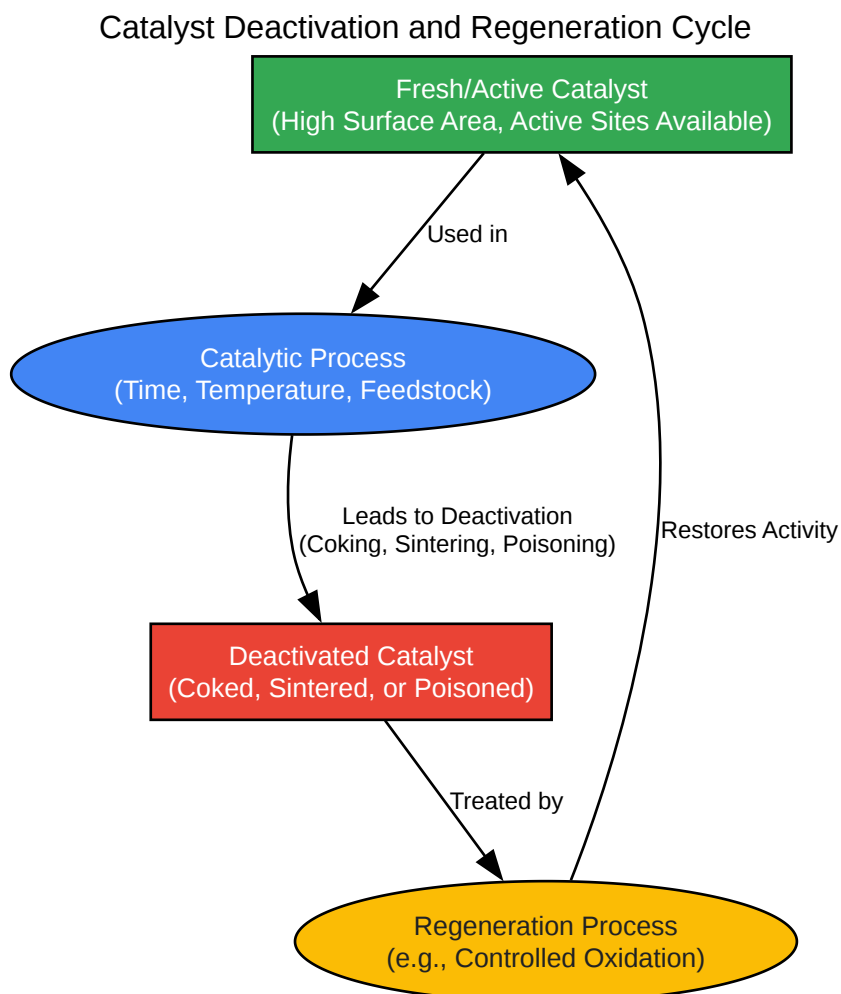 Catalyst Deactivation and Regeneration Cycle
Fresh/Active Catalyst
(High Surface Area, Active Sites Available)
Used in
Catalytic Process
(Time, Temperature, Feedstock)
Leads to Deactivation
(Coking, Sintering, Poisoning)
Restores Activity
Deactivated Catalyst
(Coked, Sintered, or Poisoned)
Treated by
Regeneration Process
(e.g., Controlled Oxidation)